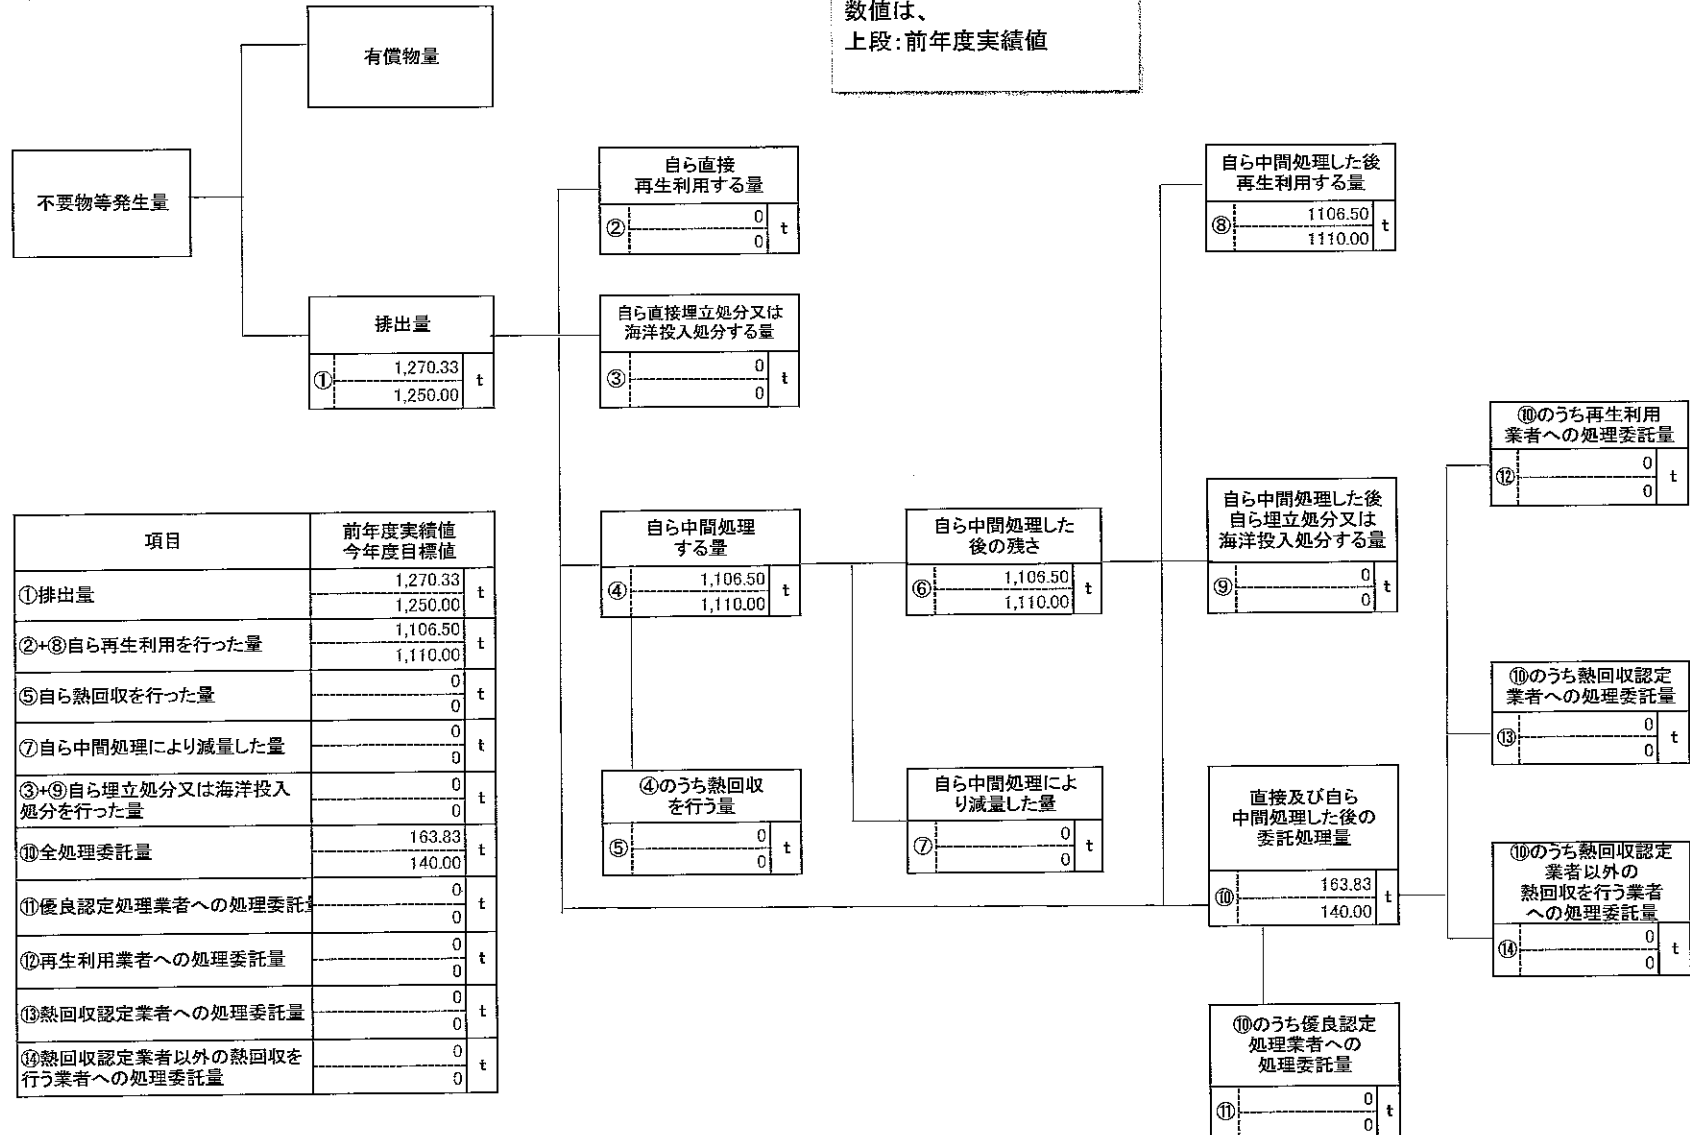 数値は、
上段:前年度実績値
有償物量
不要物等発生量
排出量
① 1,270.33 t
1,250.00
自ら直接
再生利用する量
② 0 t
0
自ら直接埋立処分又は
海洋投入処分する量
③ 0 t
0
自ら中間処理
する量
④ 1,106.50 t
1,110.00
④のうち熱回収
を行う量
⑤ 0 t
0
自ら中間処理した
後の残さ
⑥ 1,106.50 t
1,110.00
自ら中間処理によ
り減量した量
⑦ 0 t
0
自ら中間処理した後
再生利用する量
⑧ 1106.50 t
1110.00
自ら中間処理した後
自ら埋立処分又は
海洋投入処分する量
⑨ 0 t
0
直接及び自ら
中間処理した後の
委託処理量
⑩ 163.83 t
140.00
⑩のうち優良認定
処理業者への
処理委託量
⑪ 0 t
0
⑩のうち再生利用
業者への処理委託量
⑫ 0 t
0
⑩のうち熱回収認定
業者への処理委託量
⑬ 0 t
0
⑩のうち熱回収認定
業者以外の
熱回収を行う業者
への処理委託量
⑭ 0 t
0
項目 前年度実績値
今年度目標値
①排出量 1,270.33 t
1,250.00
②+⑧自ら再生利用を行った量 1,106.50 t
1,110.00
⑤自ら熱回収を行った量 0 t
0
⑦自ら中間処理により減量した量 0 t
0
③+⑨自ら埋立処分又は海洋投入
処分を行った量 0 t
0
⑩全処理委託量 163.83 t
140.00
⑪優良認定処理業者への処理委託 0 t
0
⑫再生利用業者への処理委託量 0 t
0
⑬熱回収認定業者への処理委託量 0 t
0
⑭熱回収認定業者以外の熱回収を
行う業者への処理委託量 0 t
0